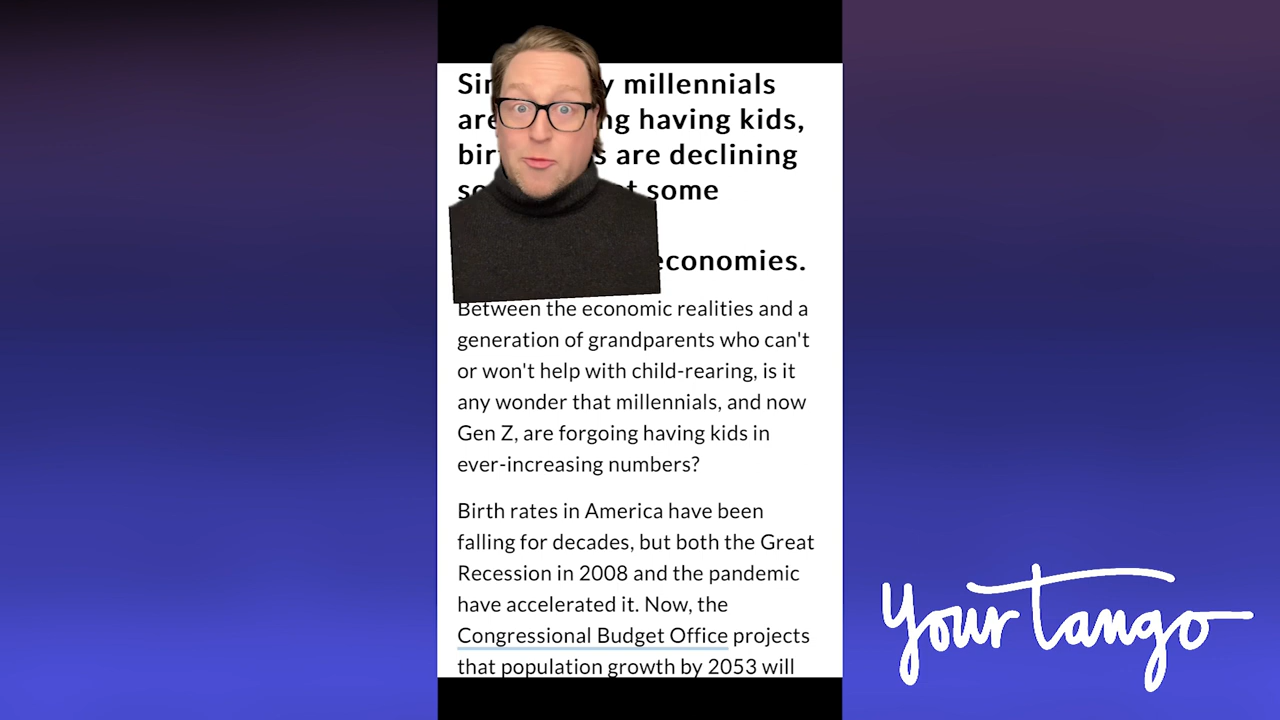 millennials
having kids,
are declining
some
economies.
Between the economic realities and a
generation of grandparents who can't
or won't help with child-rearing, is it
any wonder that millennials, and now
Gen Z, are forgoing having kids in
ever-increasing numbers?
Birth rates in America have been
falling for decades, but both the Great
Recession in 2008 and the pandemic
have accelerated it. Now, the
Congressional Budget Office projects
that population growth by 2053 will
yourtango